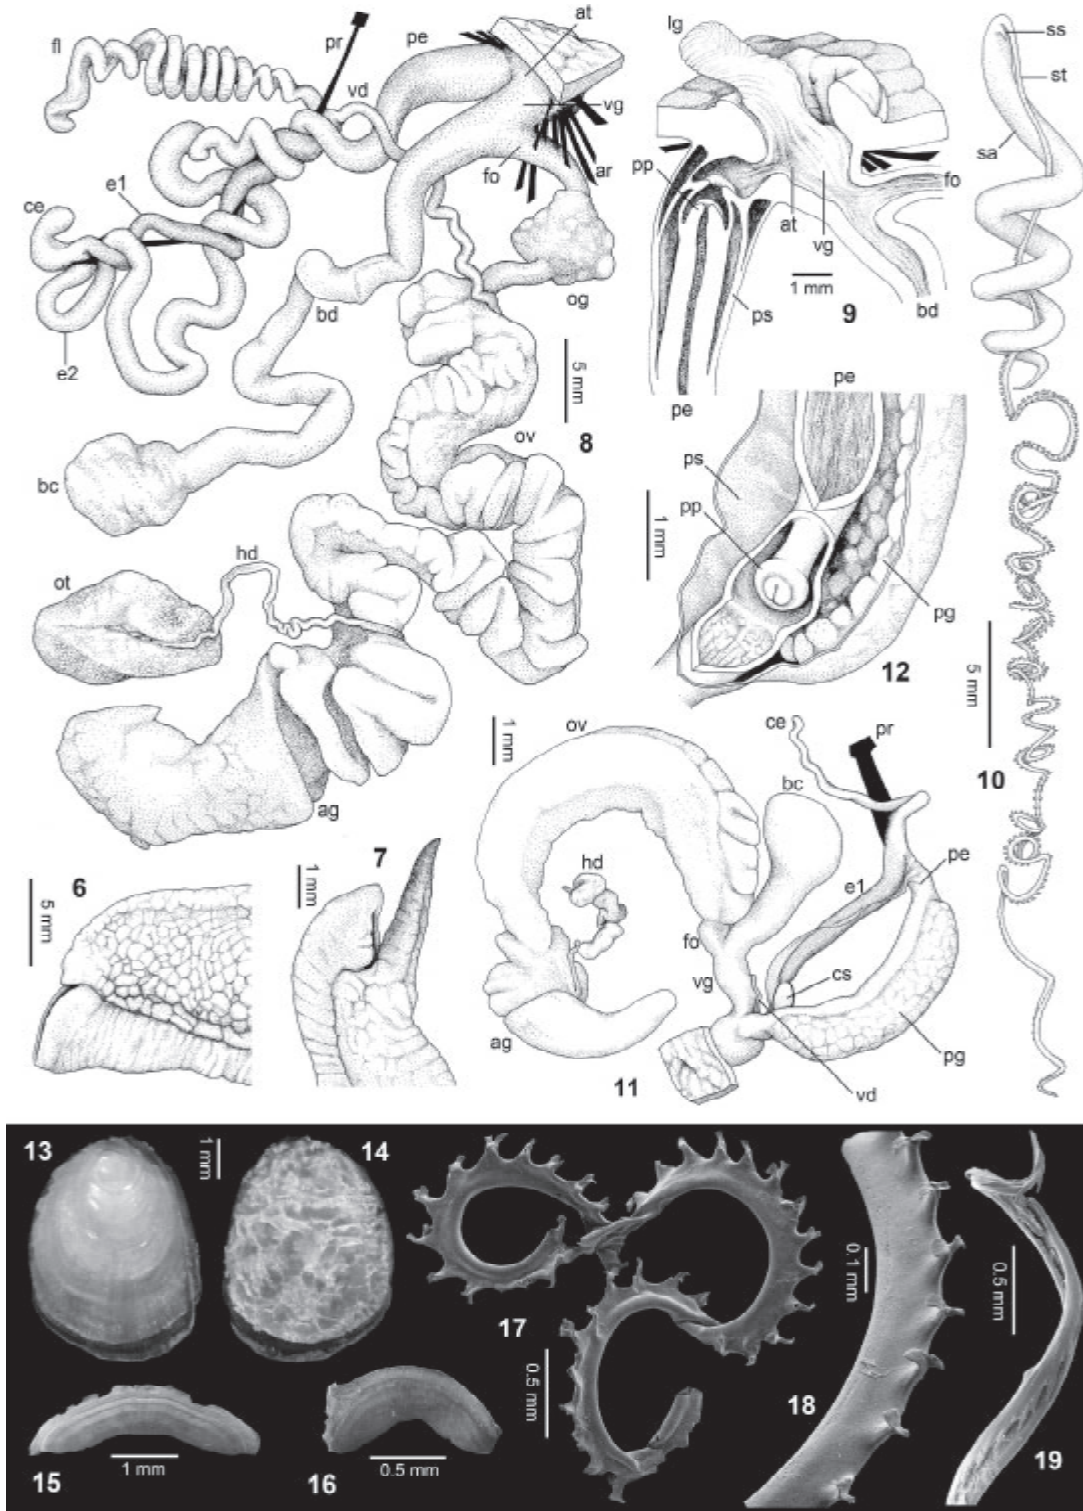 fl
pr
pe
at
vd
vg
fo
ar
ce
e1
e2
bd
og
5 mm
8
bc
ov
hd
ot
ag
lg
pp
at
vg
fo
1 mm
9
ps
bd
ss
st
sa
5 mm
10
pe
pe
ps
pp
1 mm
pg
12
5 mm
6
1 mm
7
1 mm
ov
ce
pr
bc
hd
e1
pe
fo
vg
cs
ag
pg
vd
11
13
1 mm
14
15
1 mm
16
0.5 mm
17
0.5 mm
18
0.1 mm
0.5 mm
19